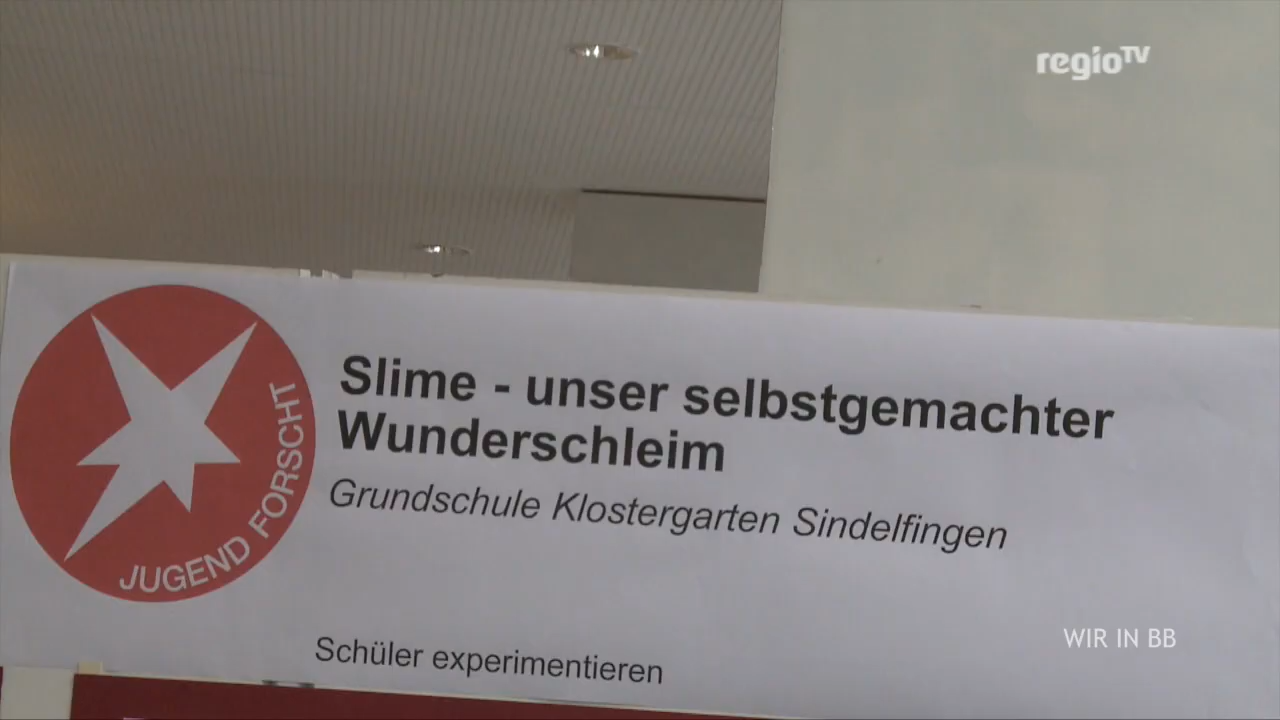 regioTV
Slime - unser selbstgemachter
Wunderschleim
Grundschule Klostergarten Sindelfingen
JUGEND FORSCHT
Schüler experimentieren
WIR IN BB